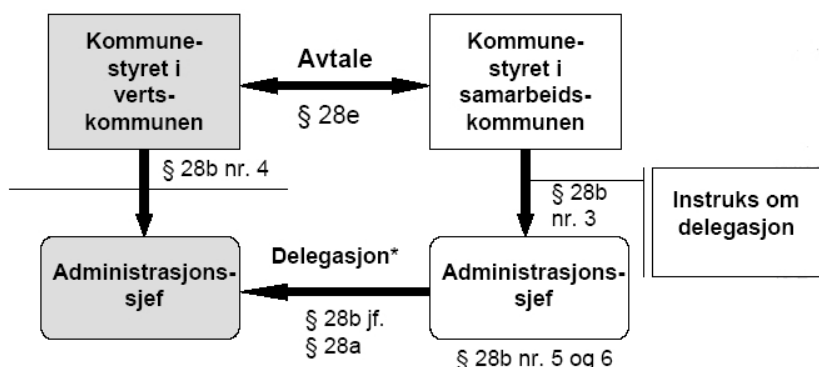 Kommune-
styret i
verts-
kommunen
Avtale
§ 28e
Kommune-
styret i
samarbeids-
kommunen
§ 28b nr. 4
§ 28b
nr. 3
Instruks om
delegasjon
Administrasjons-
sjef
Delegasjon*
§ 28b jf.
§ 28a
Administrasjons-
sjef
§ 28b nr. 5 og 6